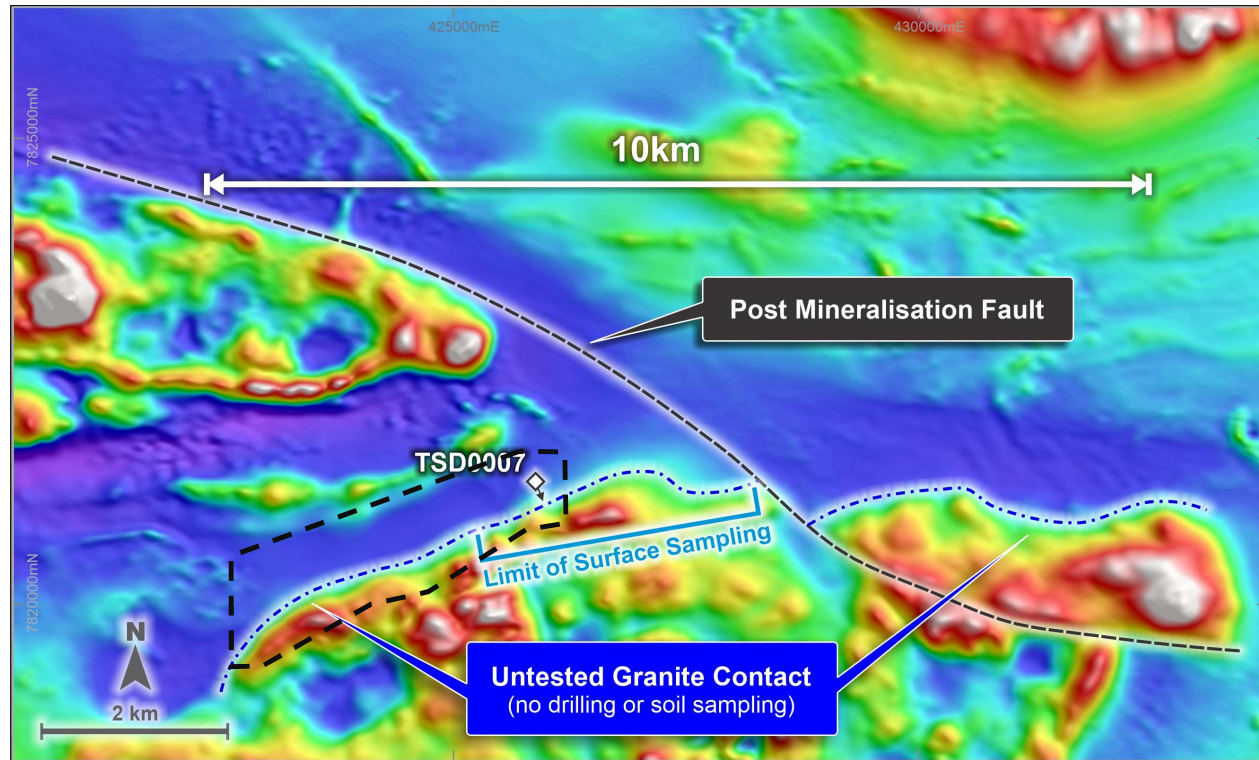 425000mE
430000mE
7825000mN
10km
Post Mineralisation Fault
TSD0007
Limit of Surface Sampling
7820000mN
N
2 km
Untested Granite Contact
(no drilling or soil sampling)